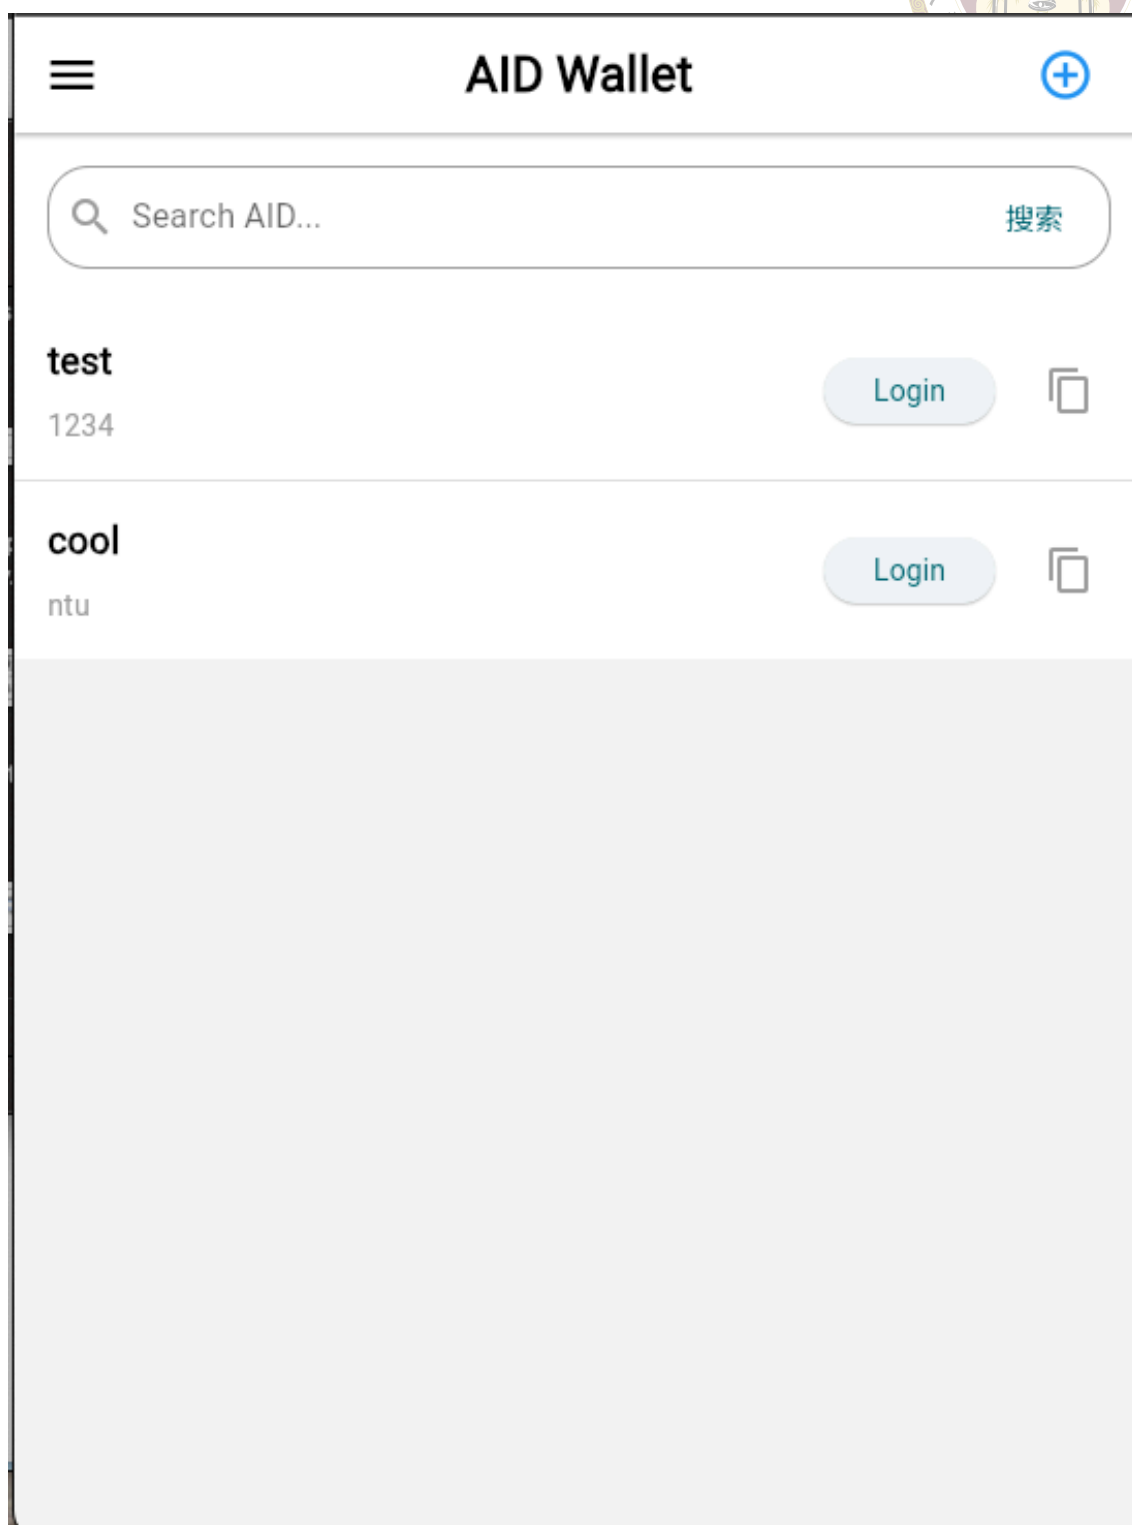 AID Wallet
Search AID... 搜索
test
1234
Login
cool
ntu
Login